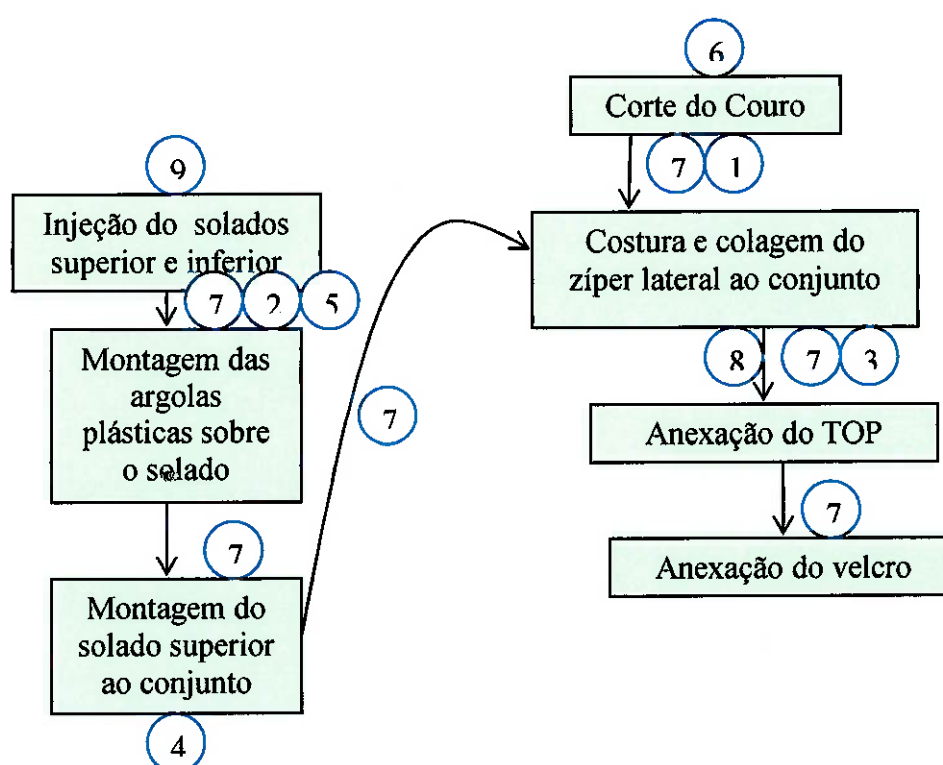 9
Injeção do solados
superior e inferior
7 2 5
Montagem das
argolas
plásticas sobre
o solado
7
Montagem do
solado superior
ao conjunto
4
7
6
Corte do Couro
7 1
Costura e colagem do
zíper lateral ao conjunto
8 7 3
Anexação do TOP
7
Anexação do velcro